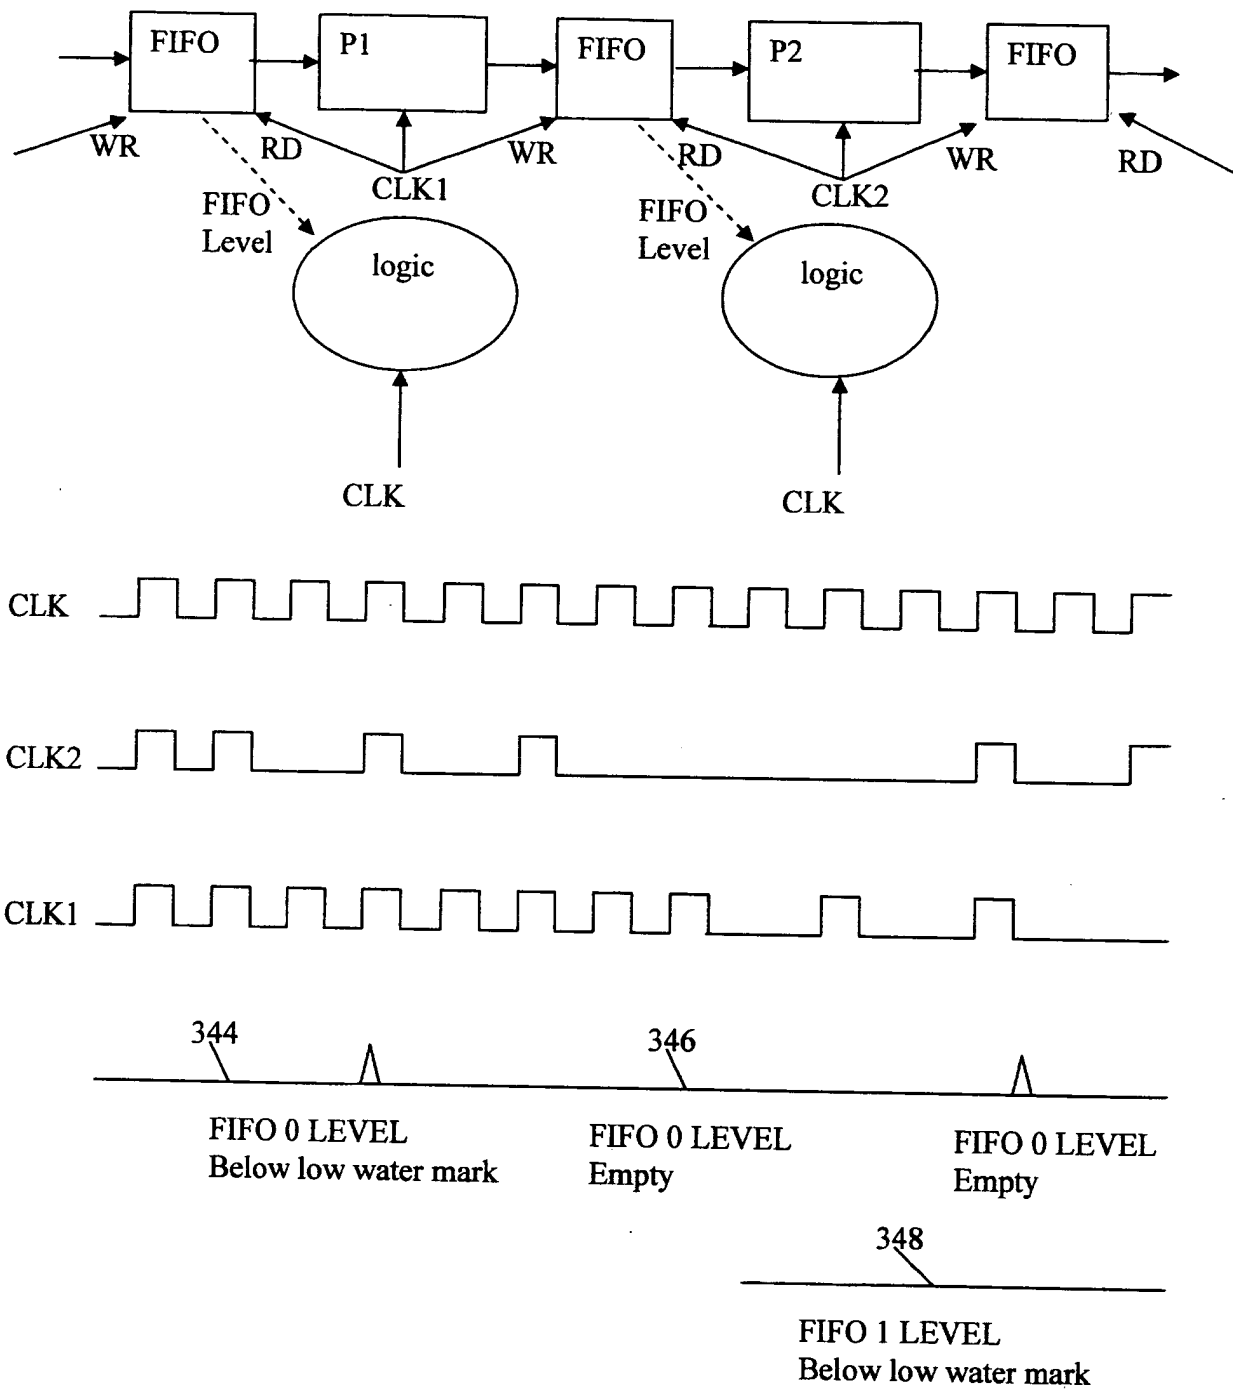 FIFO
P1
FIFO
P2
FIFO
WR
RD
WR
RD
WR
RD
CLK1
CLK2
FIFO
Level
FIFO
Level
logic
logic
CLK
CLK
CLK
CLK2
CLK1
344
346
FIFO 0 LEVEL
Below low water mark
FIFO 0 LEVEL
Empty
FIFO 0 LEVEL
Empty
348
FIFO 1 LEVEL
Below low water mark